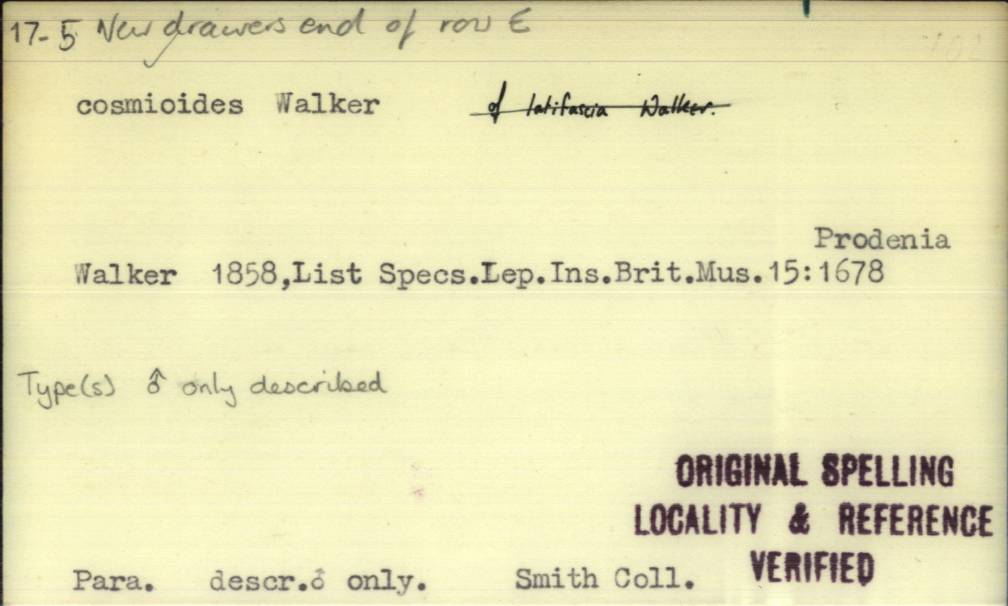 17-5 New drawers end of row E
cosmioides Walker of latifascia Walker.
Prodenia
Walker 1858,List Specs.Lep.Ins.Brit.Mus.15:1678
Type(s) ♂ only described
ORIGINAL SPELLING
LOCALITY & REFERENCE
VERIFIED
Para. descr.♂ only. Smith Coll.